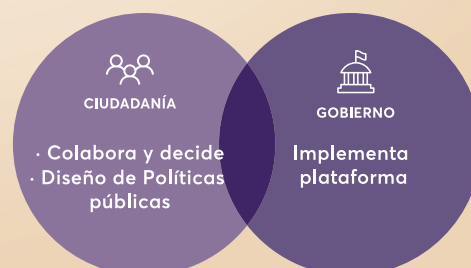 CIUDADANÍA
· Colabora y decide
· Diseño de Políticas
públicas
GOBIERNO
Implementa
plataforma